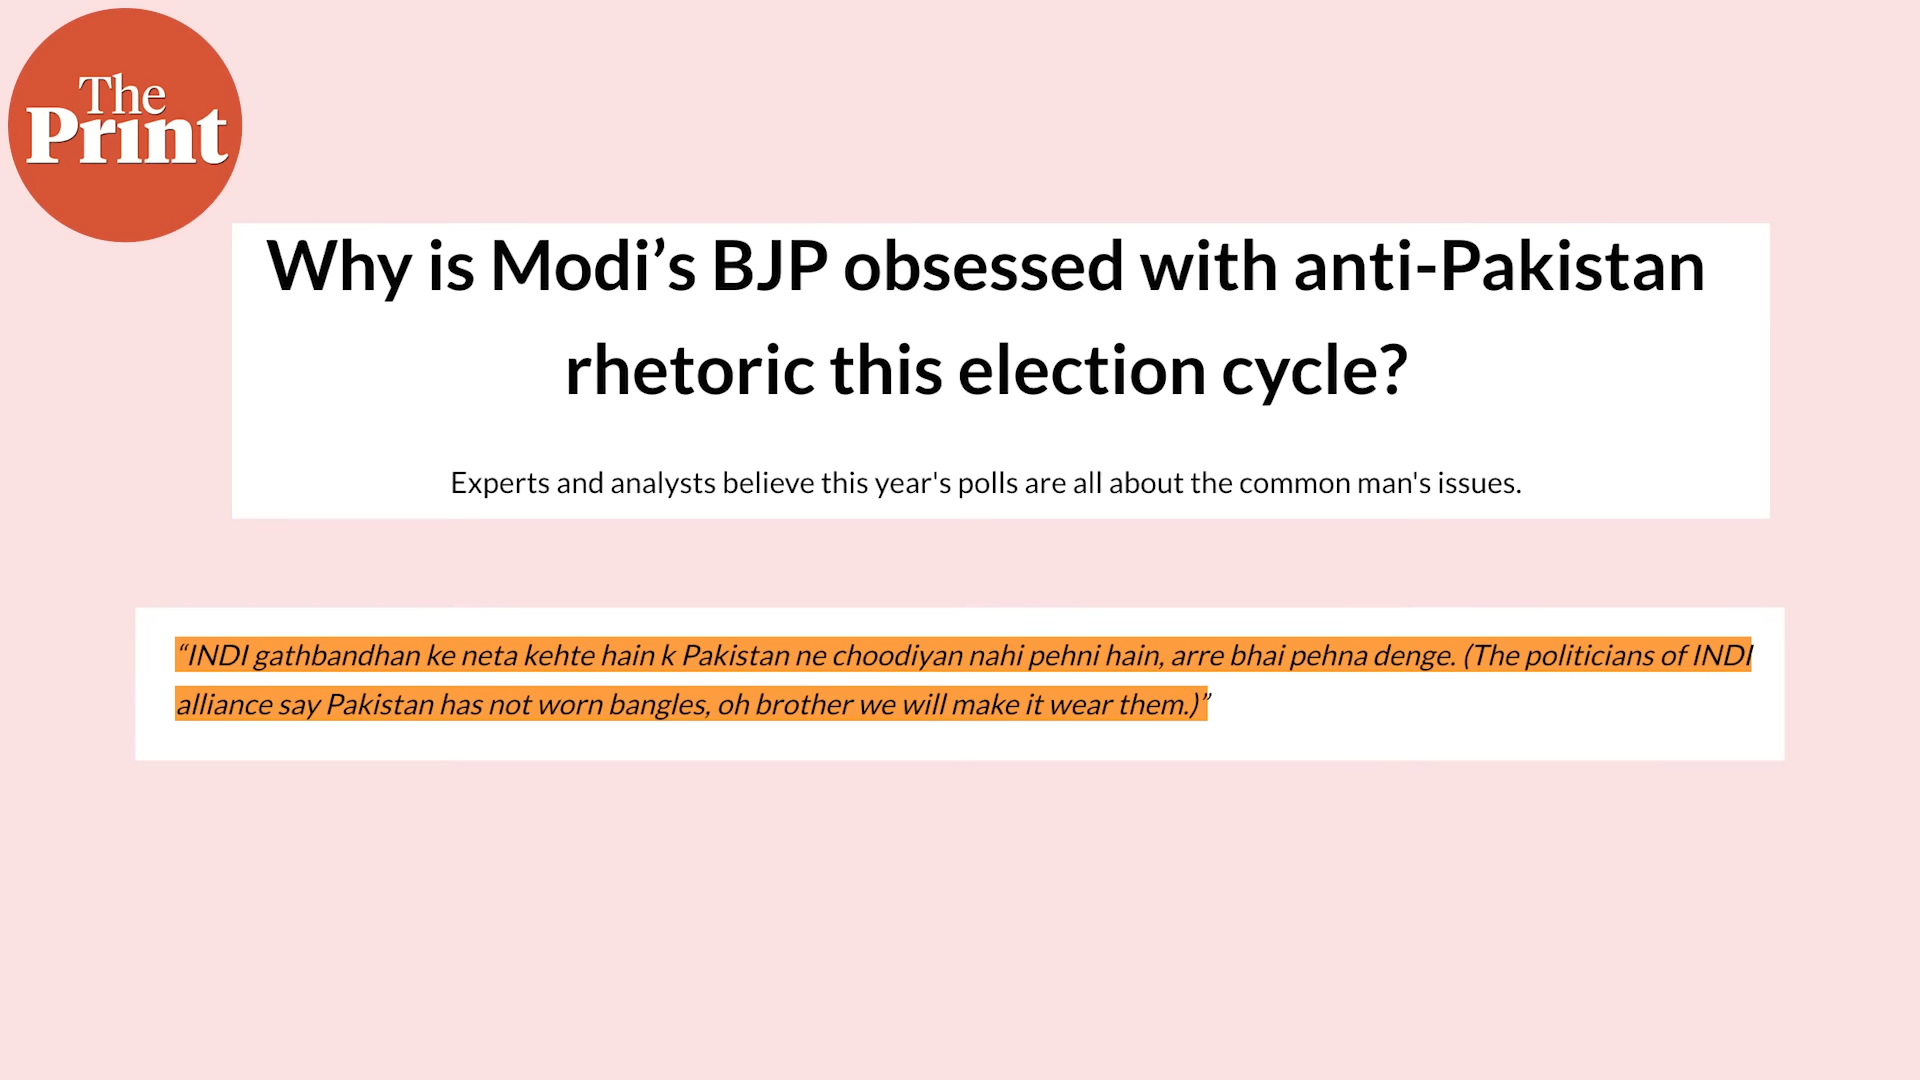 The
Print
Why is Modi’s BJP obsessed with anti-Pakistan
rhetoric this election cycle?
Experts and analysts believe this year's polls are all about the common man's issues.
“INDI gathbandhan ke neta kehte hain k Pakistan ne choodiyan nahi pehni hain, arre bhai pehna denge. (The politicians of INDI
alliance say Pakistan has not worn bangles, oh brother we will make it wear them.)”